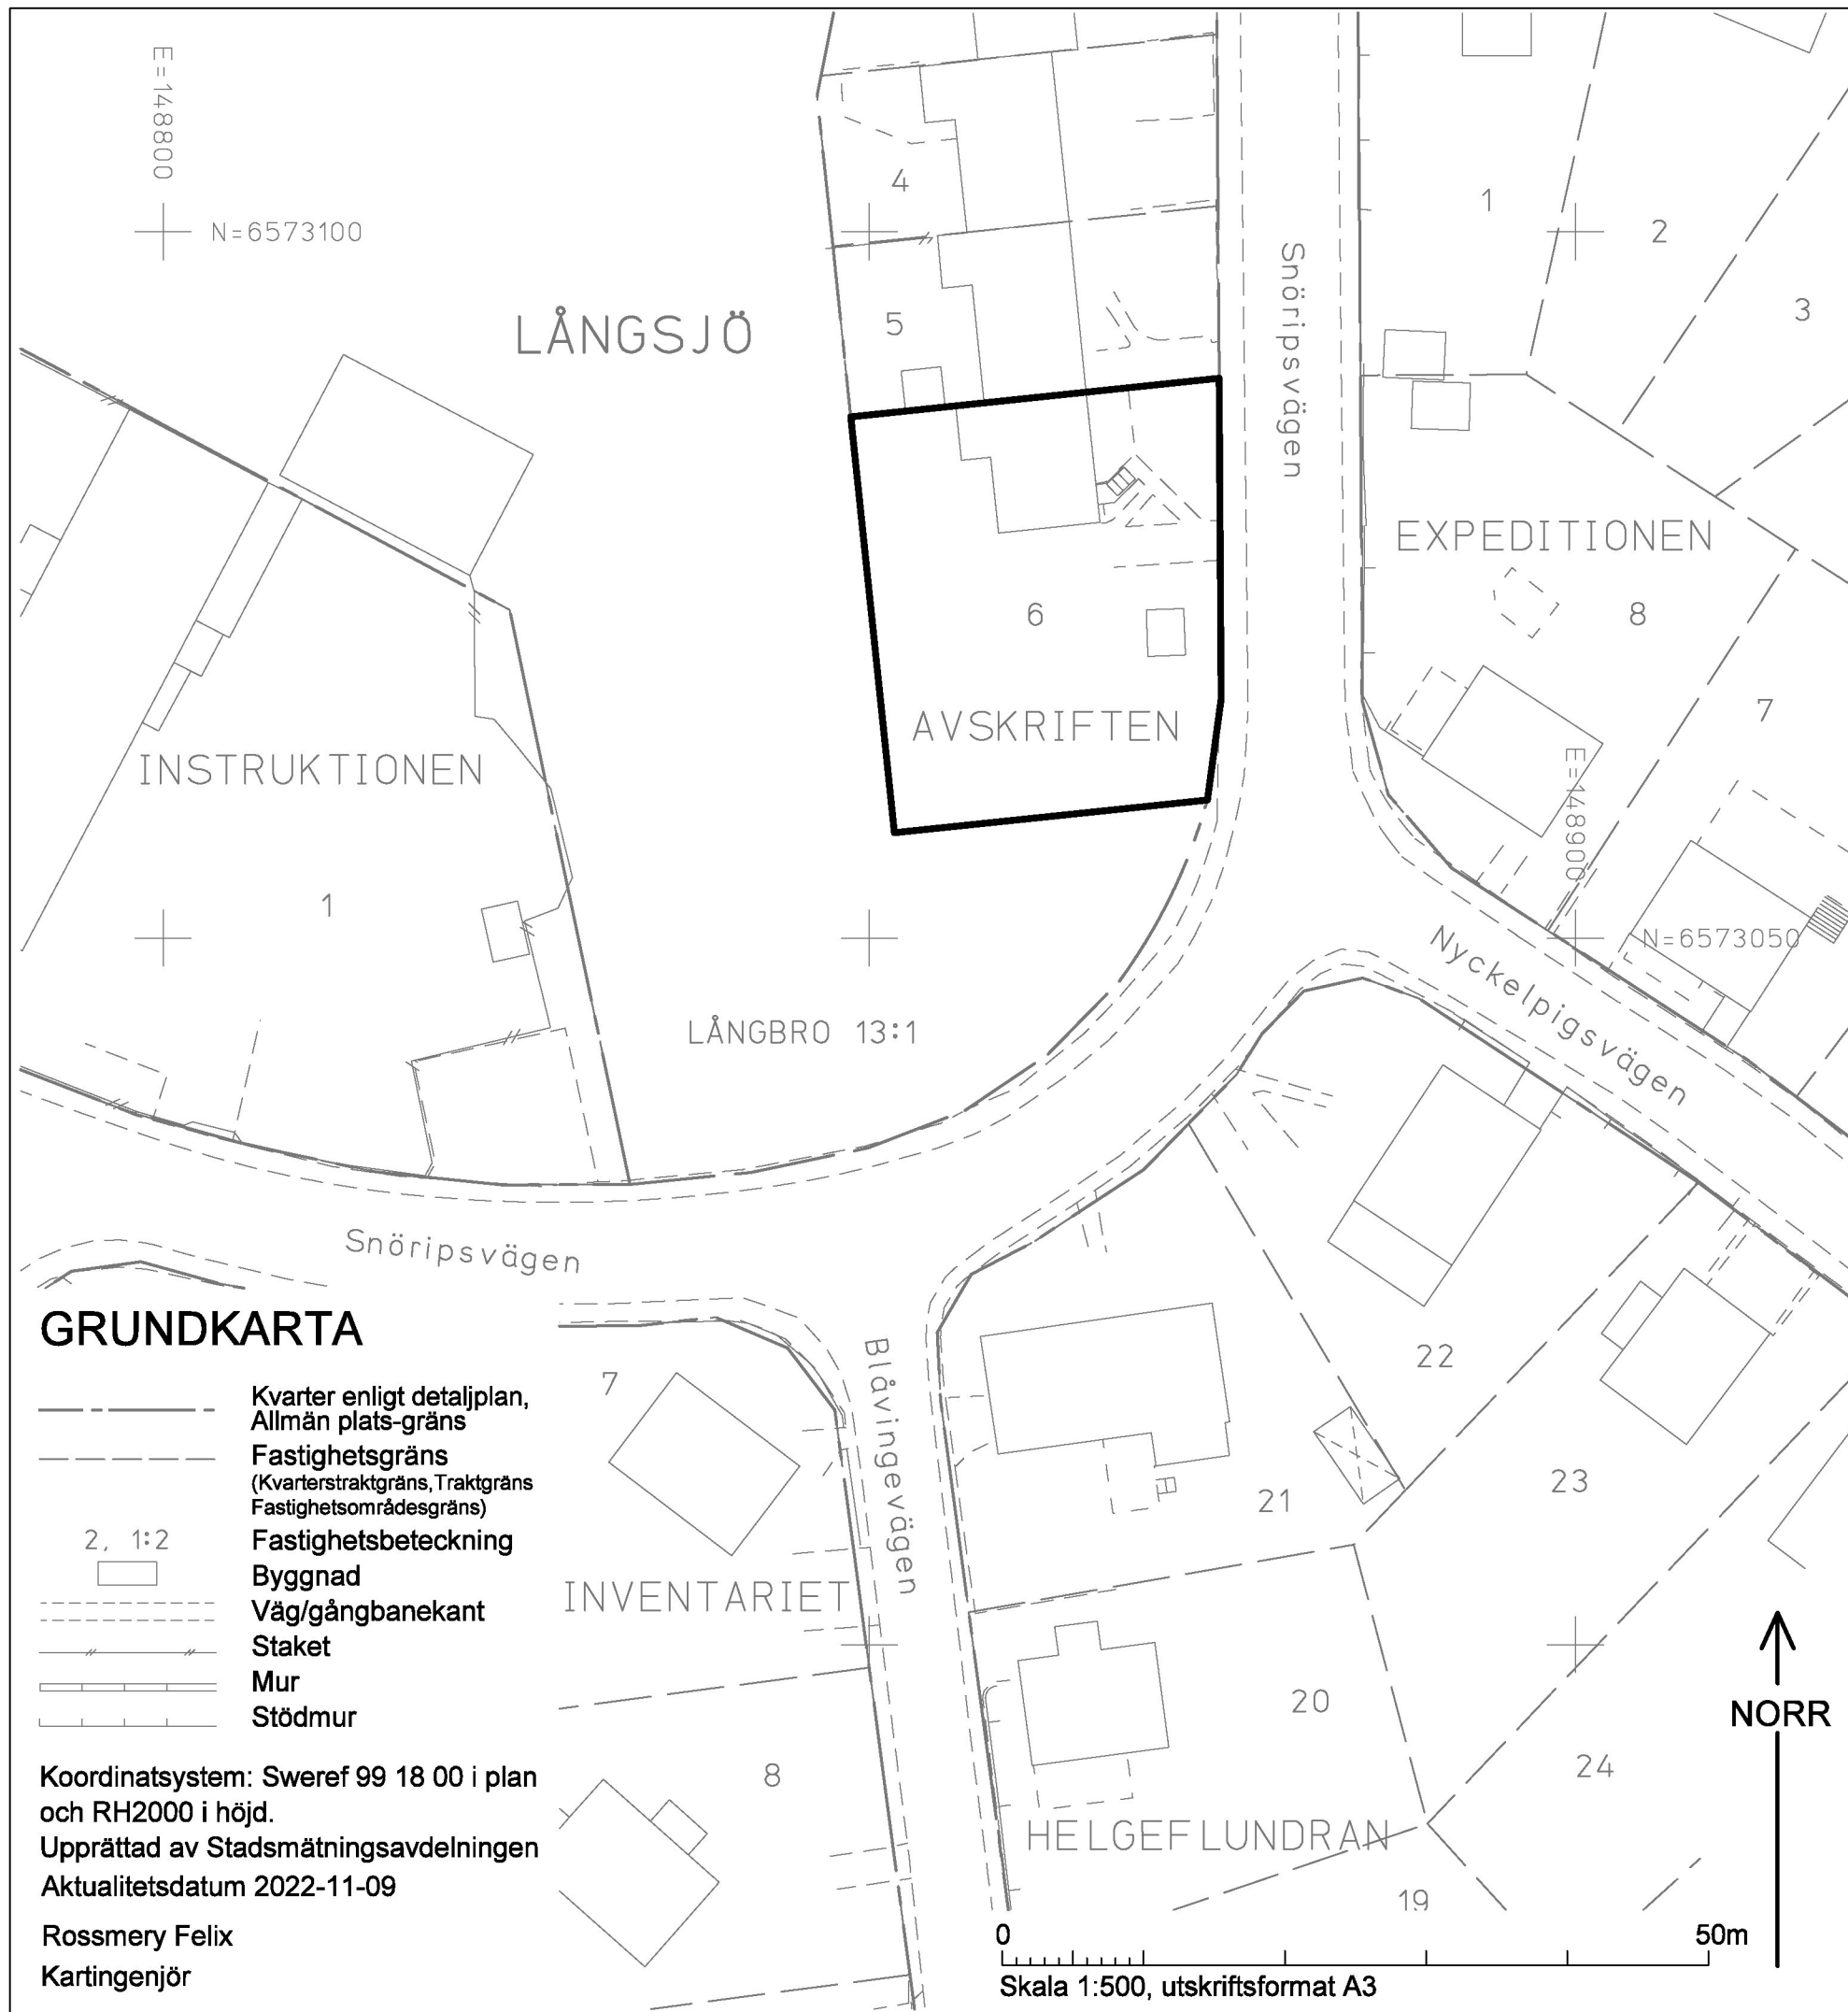 E=148800
N=6573100
4
1
2
Snöripsvägen
3
LÅNGSJÖ
5
EXPEDITIONEN
6
8
AVSKRIFTEN
7
INSTRUKTIONEN
E=148900
1
N=6573050
Nyckelpigsvägen
LÅNGBRO 13:1
Snöripsvägen
GRUNDKARTA
Kvarter enligt detaljplan,
Allmän plats-gräns
Fastighetsgräns
(Kvarterstraktgräns,Traktgräns
Fastighetsområdesgräns)
2, 1:2 Fastighetsbeteckning
Byggnad
Väg/gångbanekant
Staket
Mur
Stödmur
Koordinatsystem: Sweref 99 18 00 i plan
och RH2000 i höjd.
Upprättad av Stadsmätningsavdelningen
Aktualitetsdatum 2022-11-09
Rossmery Felix
Kartingenjör
7
Blåvingevägen
22
21
23
INVENTARIET
20
8
24
HELGEFLUNDRAN
19
NORR
0 50m
Skala 1:500, utskriftsformat A3